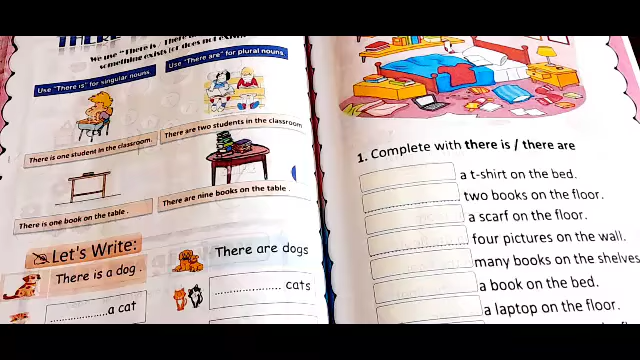 We use "There is / There
something exists (or does not exist)
Use "There is" for singular nouns.
Use "There are" for plural nouns.
There is one student in the classroom.
There are two students in the classroom
There is one book on the table .
There are nine books on the table .
Let's Write:
There is a dog .
There are dogs
....................a cat
...................... cats
1. Complete with there is / there are
a t-shirt on the bed.
two books on the floor.
a scarf on the floor.
four pictures on the wall.
many books on the shelves
a book on the bed.
a laptop on the floor.